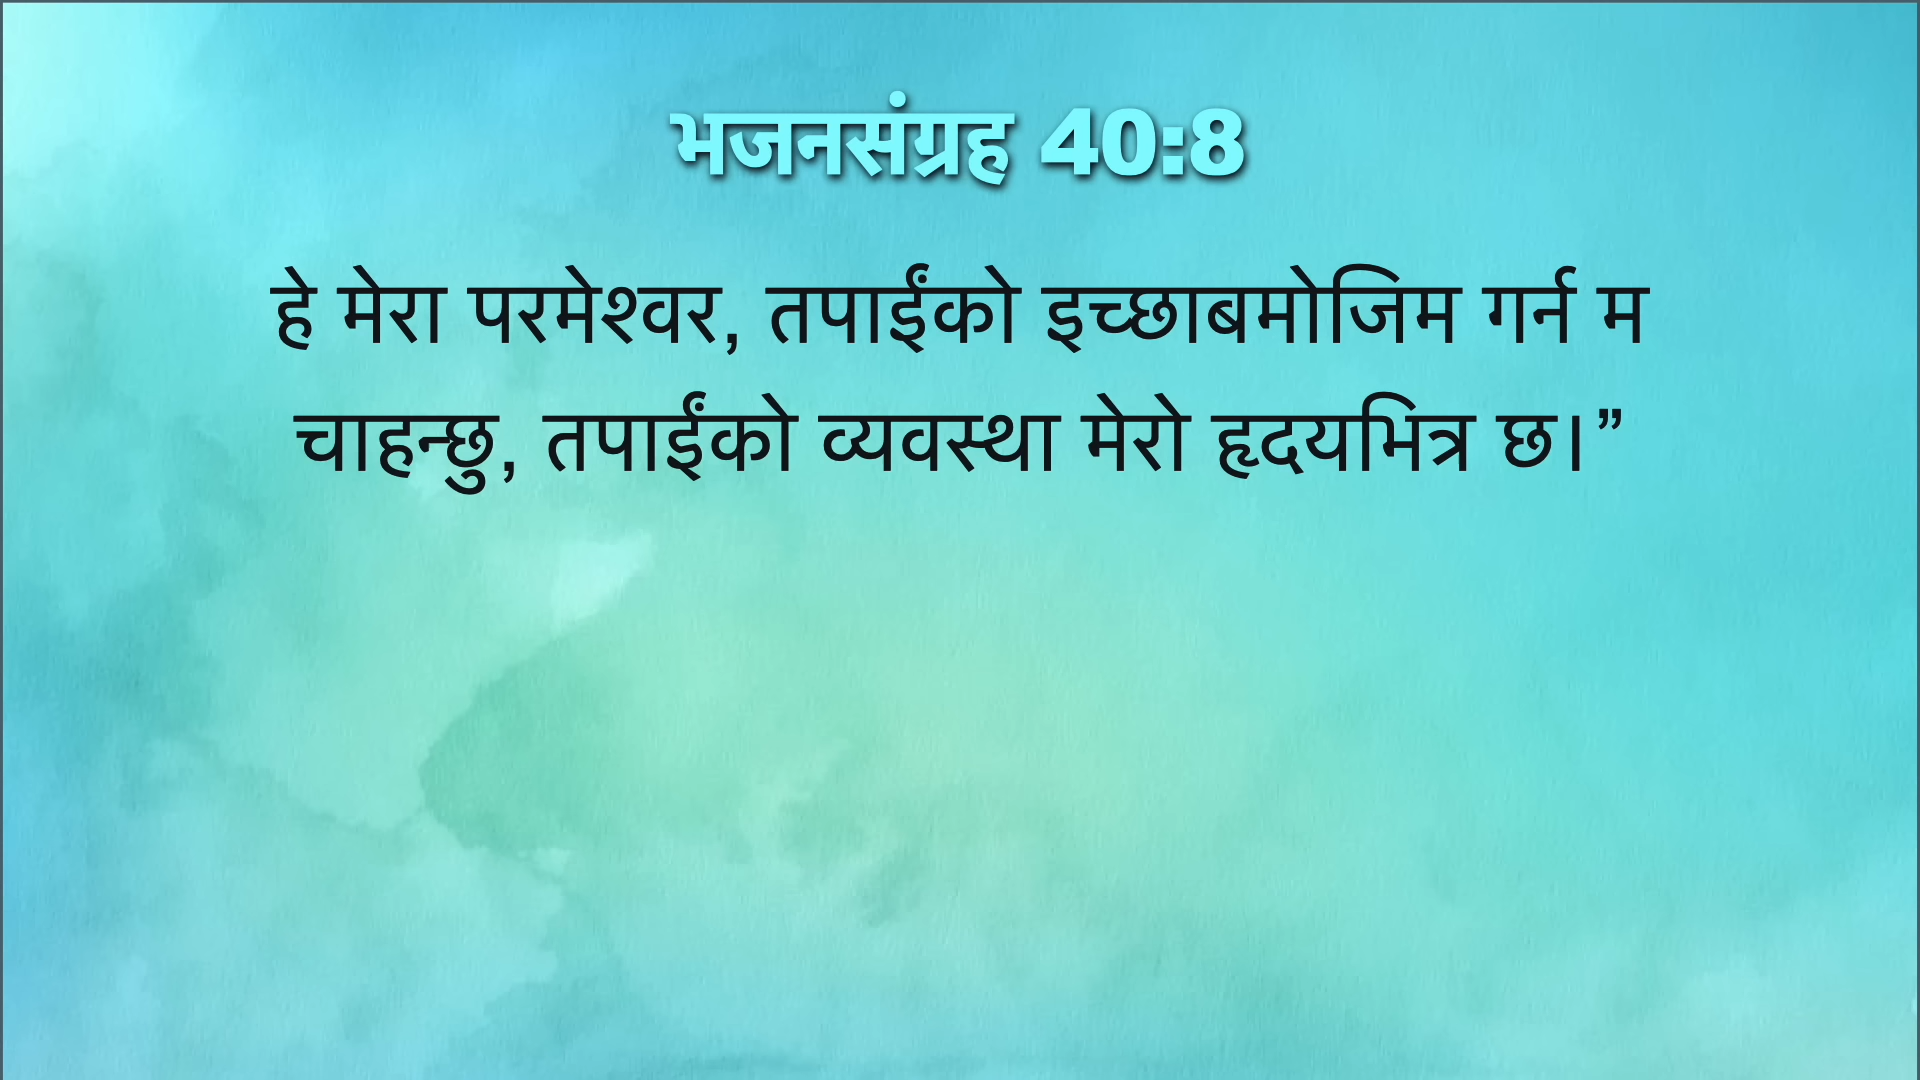 भजनसंग्रह 40:8
हे मेरा परमेश्वर, तपाईंको इच्छाबमोजिम गर्न म
चाहन्छु, तपाईंको व्यवस्था मेरो हृदयभित्र छ।”